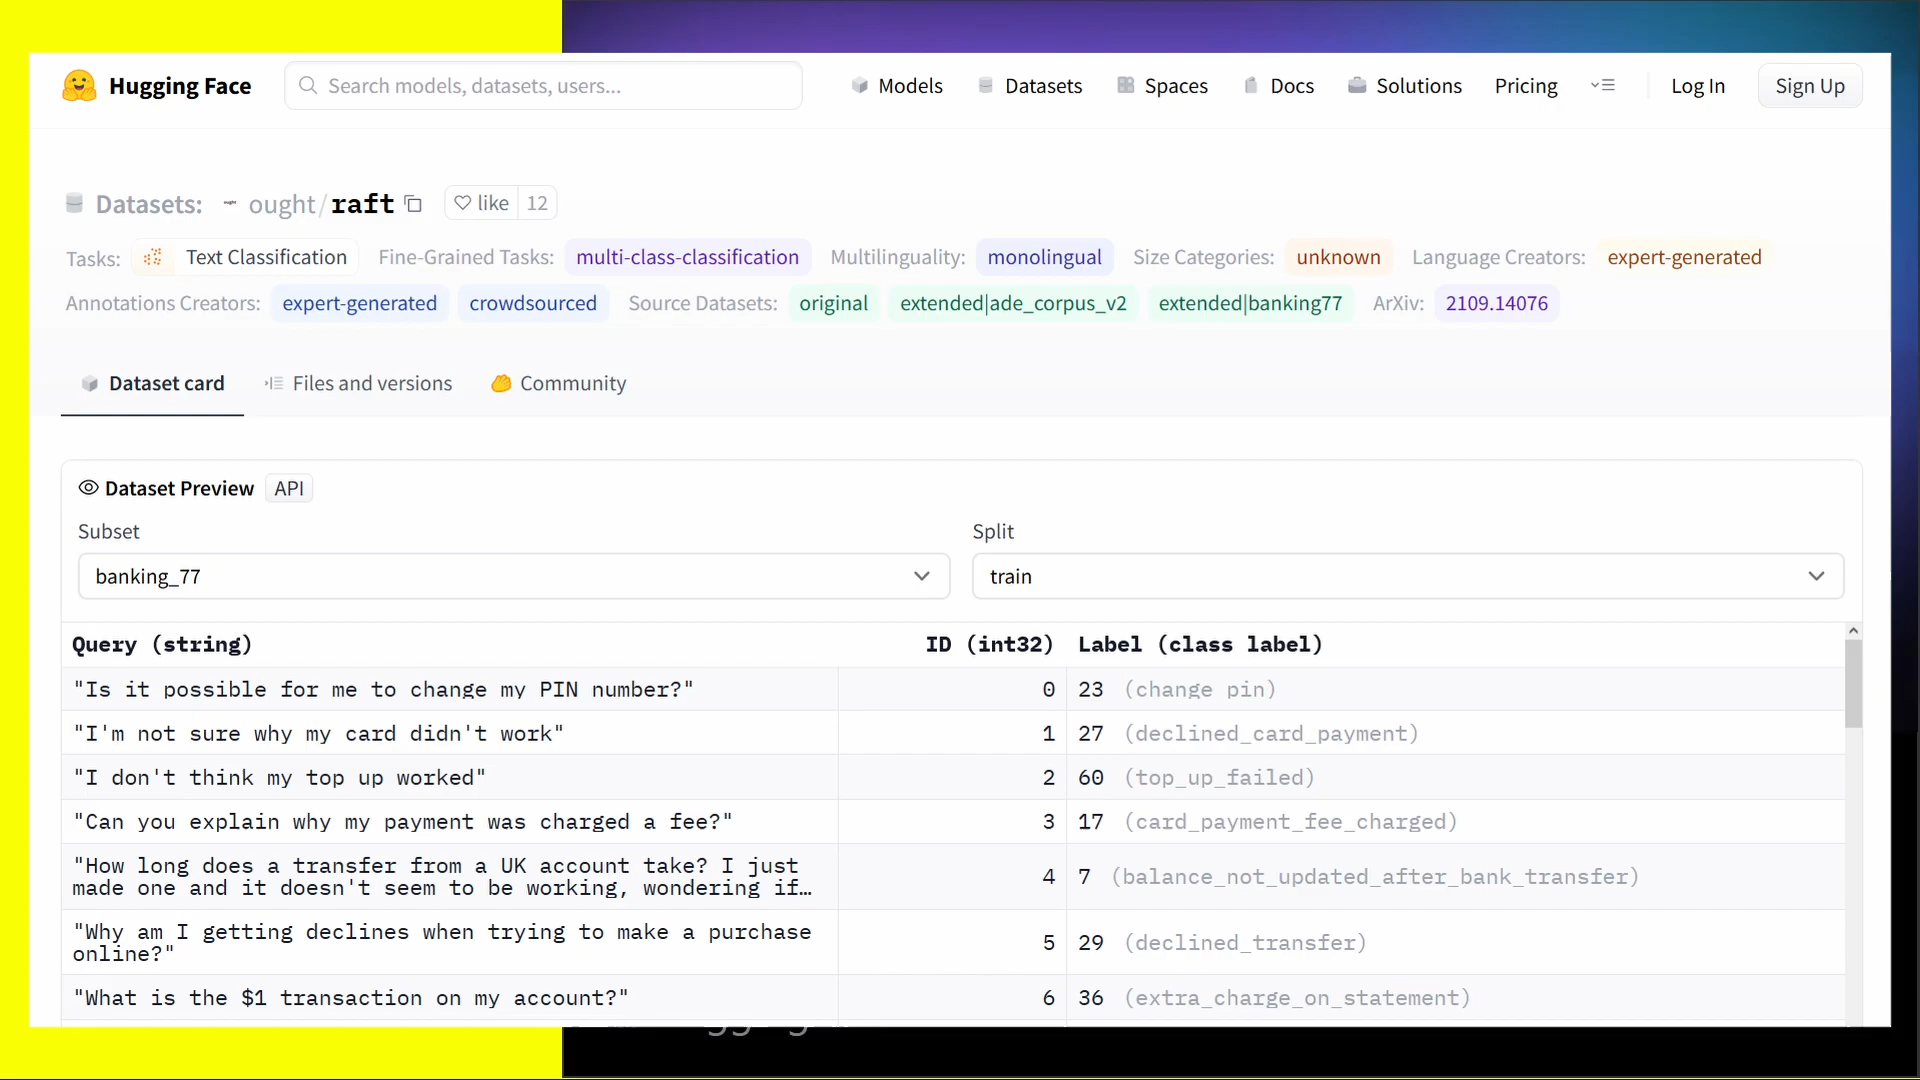 Hugging Face Search models, datasets, users... Models Datasets Spaces Docs Solutions Pricing Log In Sign Up
Datasets: ought/raft like 12
Tasks: Text Classification Fine-Grained Tasks: multi-class-classification Multilinguality: monolingual Size Categories: unknown Language Creators: expert-generated
Annotations Creators: expert-generated crowdsourced Source Datasets: original extended|ade_corpus_v2 extended|banking77 ArXiv: 2109.14076
Dataset card Files and versions Community
Dataset Preview API
Subset Split
banking_77 train
Query (string) ID (int32) Label (class label)
"Is it possible for me to change my PIN number?" 0 23 (change pin)
"I'm not sure why my card didn't work" 1 27 (declined_card_payment)
"I don't think my top up worked" 2 60 (top_up_failed)
"Can you explain why my payment was charged a fee?" 3 17 (card_payment_fee_charged)
"How long does a transfer from a UK account take? I just
made one and it doesn't seem to be working, wondering if… 4 7 (balance_not_updated_after_bank_transfer)
"Why am I getting declines when trying to make a purchase
online?" 5 29 (declined_transfer)
"What is the $1 transaction on my account?" 6 36 (extra_charge_on_statement)